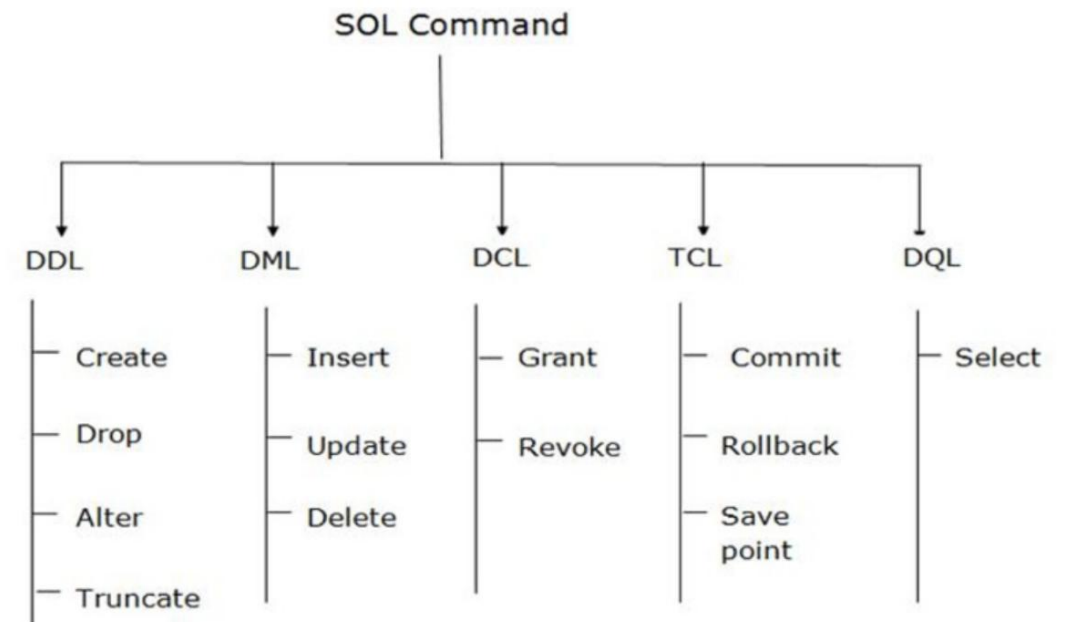 SOL Command
DDL
DML
DCL
TCL
DQL
Create
Drop
Alter
Truncate
Insert
Update
Delete
Grant
Revoke
Commit
Rollback
Save
point
Select